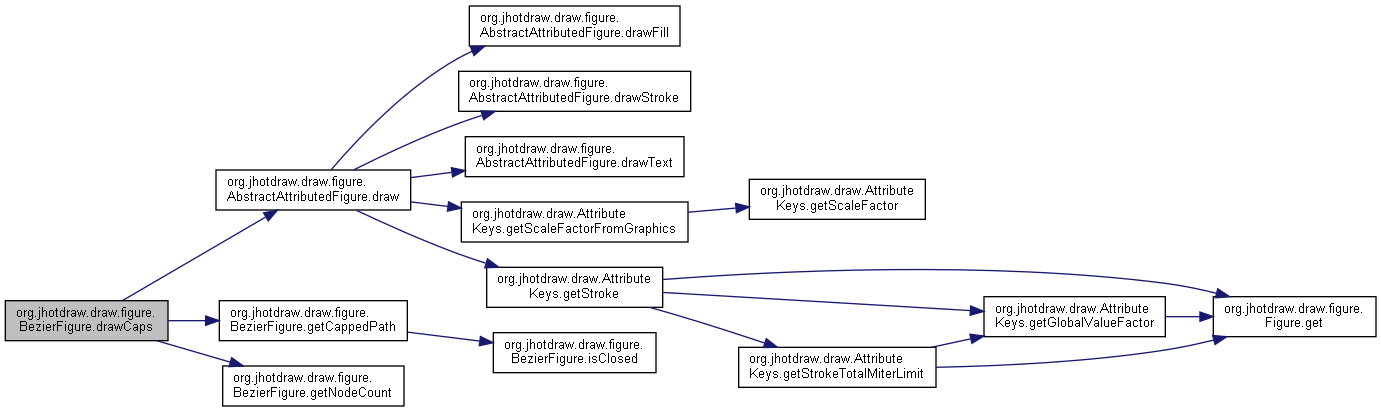 org.jhotdraw.draw.figure.
AbstractAttributedFigure.drawFill
org.jhotdraw.draw.figure.
AbstractAttributedFigure.drawStroke
org.jhotdraw.draw.figure.
AbstractAttributedFigure.drawText
org.jhotdraw.draw.figure.
AbstractAttributedFigure.draw
org.jhotdraw.draw.Attribute
Keys.getScaleFactor
org.jhotdraw.draw.Attribute
Keys.getScaleFactorFromGraphics
org.jhotdraw.draw.Attribute
Keys.getStroke
org.jhotdraw.draw.figure.
BezierFigure.drawCaps
org.jhotdraw.draw.figure.
BezierFigure.getCappedPath
org.jhotdraw.draw.Attribute
Keys.getGlobalValueFactor
org.jhotdraw.draw.figure.
Figure.get
org.jhotdraw.draw.figure.
BezierFigure.isClosed
org.jhotdraw.draw.Attribute
Keys.getStrokeTotalMiterLimit
org.jhotdraw.draw.figure.
BezierFigure.getNodeCount